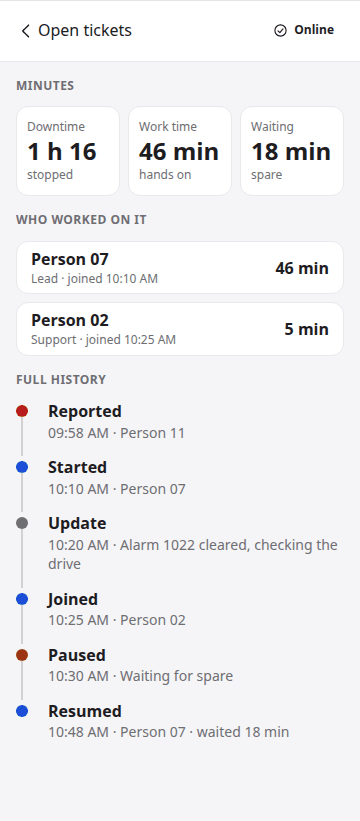 Open tickets
Online
MINUTES
Downtime
1 h 16
stopped
Work time
46 min
hands on
Waiting
18 min
spare
WHO WORKED ON IT
Person 07
Lead · joined 10:10 AM
46 min
Person 02
Support · joined 10:25 AM
5 min
FULL HISTORY
Reported
09:58 AM · Person 11
Started
10:10 AM · Person 07
Update
10:20 AM · Alarm 1022 cleared, checking the
drive
Joined
10:25 AM · Person 02
Paused
10:30 AM · Waiting for spare
Resumed
10:48 AM · Person 07 · waited 18 min